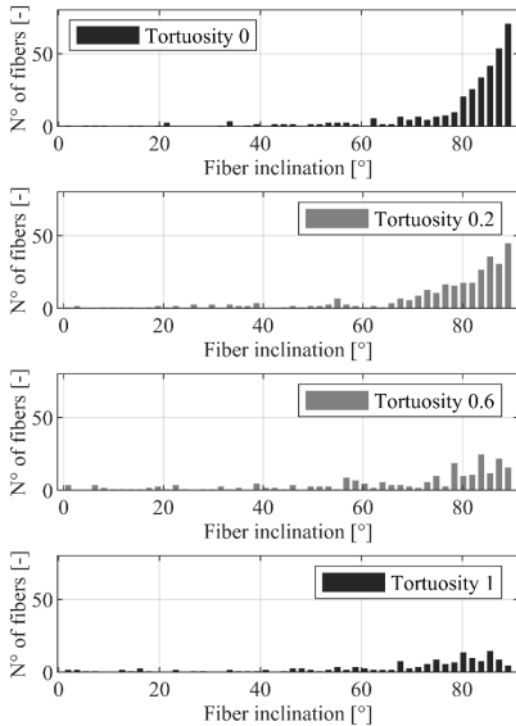 N° of fibers [-]
50
0
Tortuosity 0
0 20 40 60 80
Fiber inclination [°]
N° of fibers [-]
50
0
Tortuosity 0.2
0 20 40 60 80
Fiber inclination [°]
N° of fibers [-]
50
0
Tortuosity 0.6
0 20 40 60 80
Fiber inclination [°]
N° of fibers [-]
50
0
Tortuosity 1
0 20 40 60 80
Fiber inclination [°]